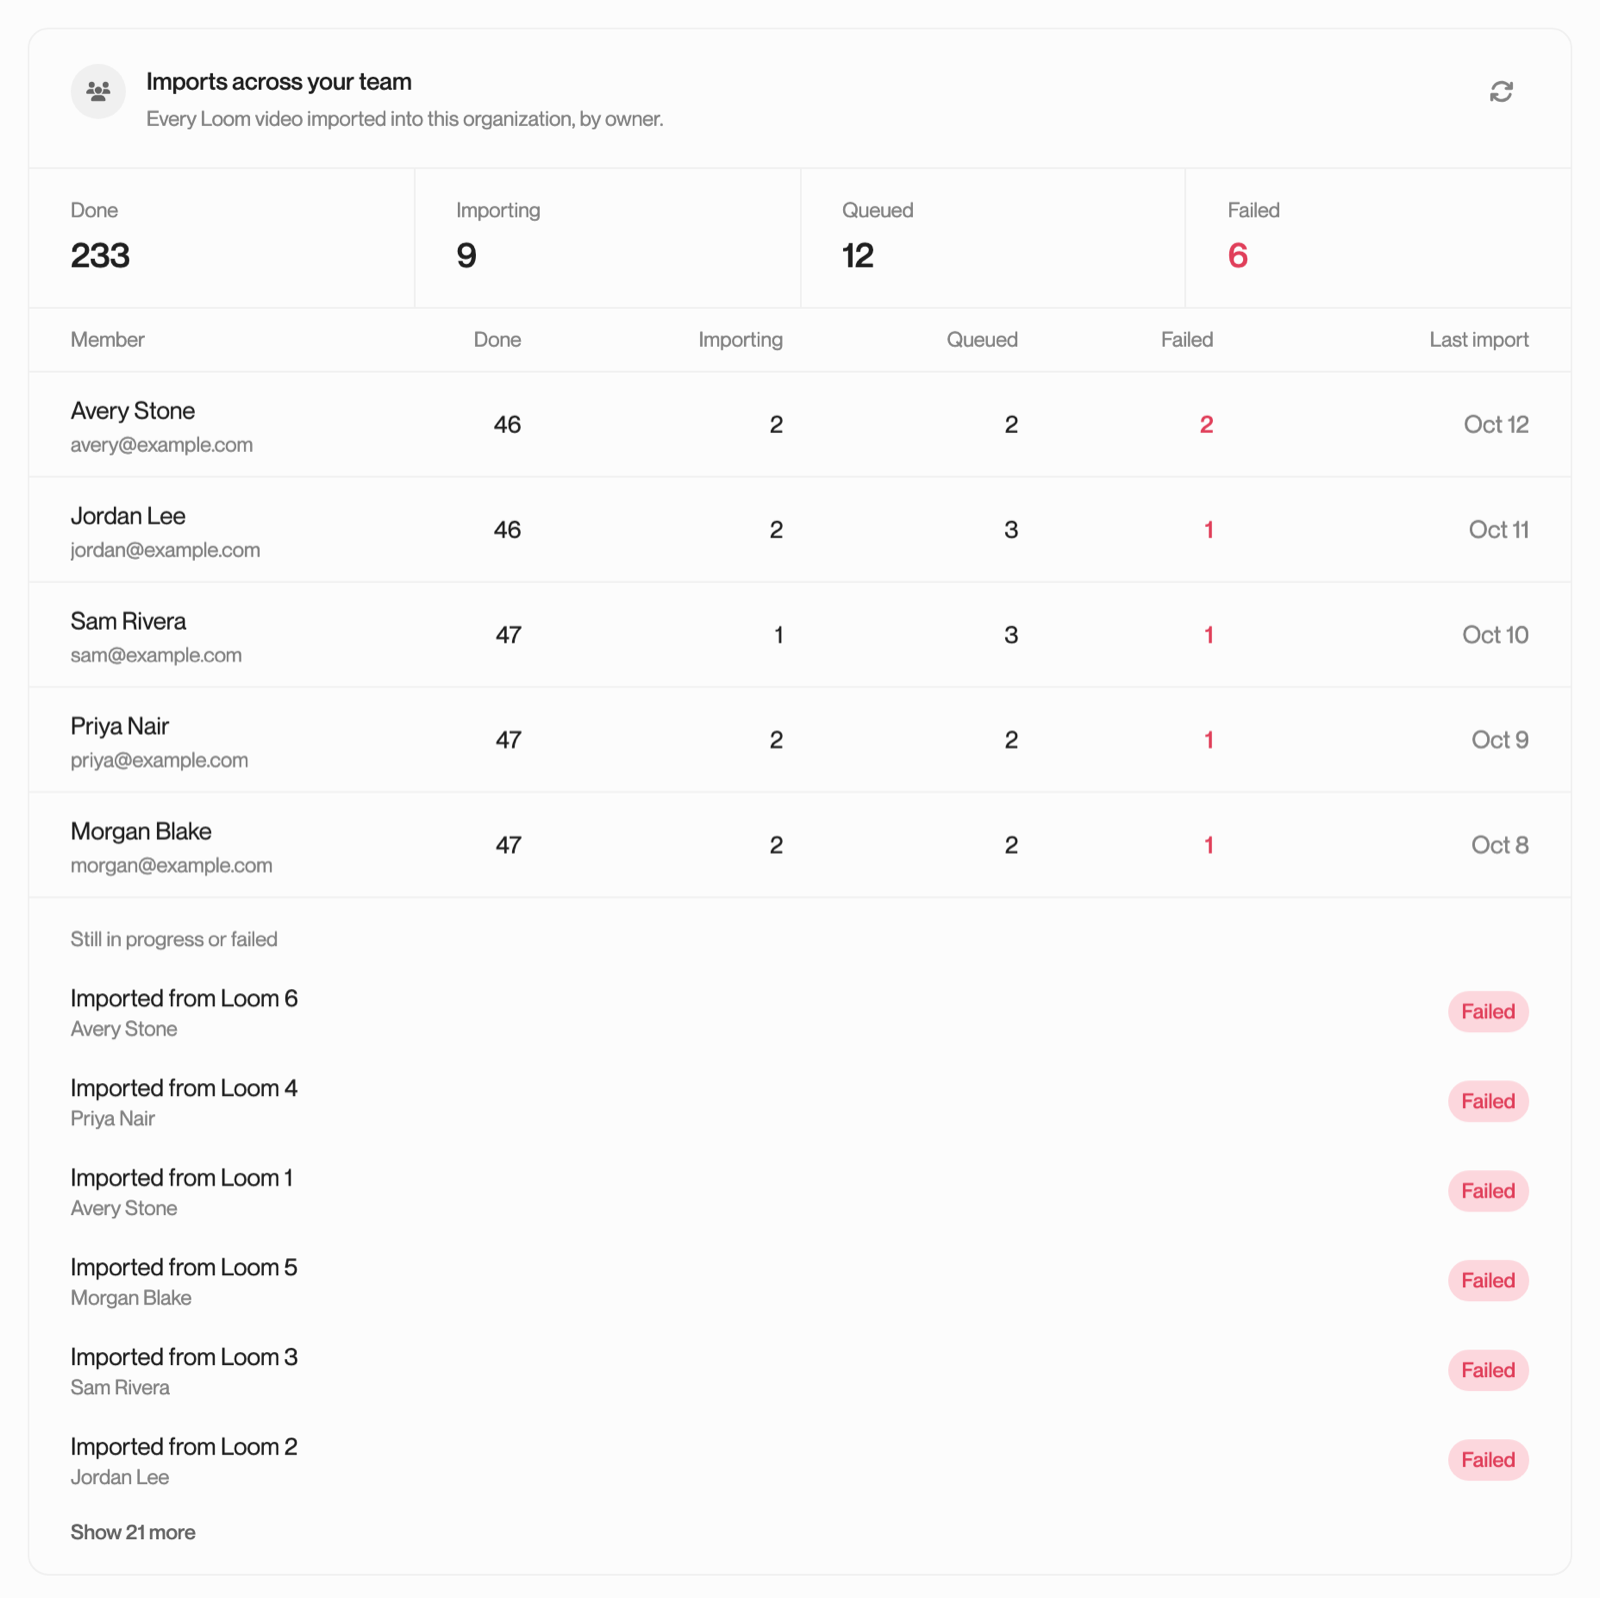 Imports across your team
Every Loom video imported into this organization, by owner.
Done Importing Queued Failed
233 9 12 6
Member Done Importing Queued Failed Last import
Avery Stone
avery@example.com
46 2 2 2 Oct 12
Jordan Lee
jordan@example.com
46 2 3 1 Oct 11
Sam Rivera
sam@example.com
47 1 3 1 Oct 10
Priya Nair
priya@example.com
47 2 2 1 Oct 9
Morgan Blake
morgan@example.com
47 2 2 1 Oct 8
Still in progress or failed
Imported from Loom 6
Avery Stone
Failed
Imported from Loom 4
Priya Nair
Failed
Imported from Loom 1
Avery Stone
Failed
Imported from Loom 5
Morgan Blake
Failed
Imported from Loom 3
Sam Rivera
Failed
Imported from Loom 2
Jordan Lee
Failed
Show 21 more